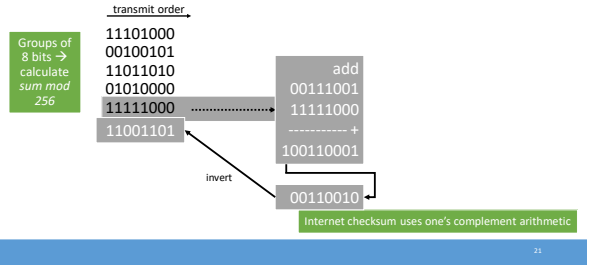 transmit order
Groups of
8 bits →
calculate
sum mod
256
11101000
00100101
11011010
01010000
11111000
11001101
add
00111001
11111000
----------- +
100110001
invert
00110010
Internet checksum uses one's complement arithmetic
21